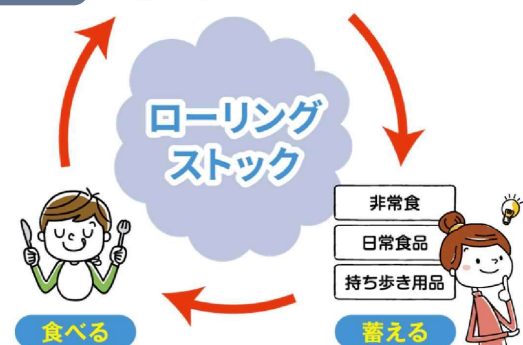 ローリング
ストック
非常食
日常食品
持ち歩き用品
食べる
蓄える